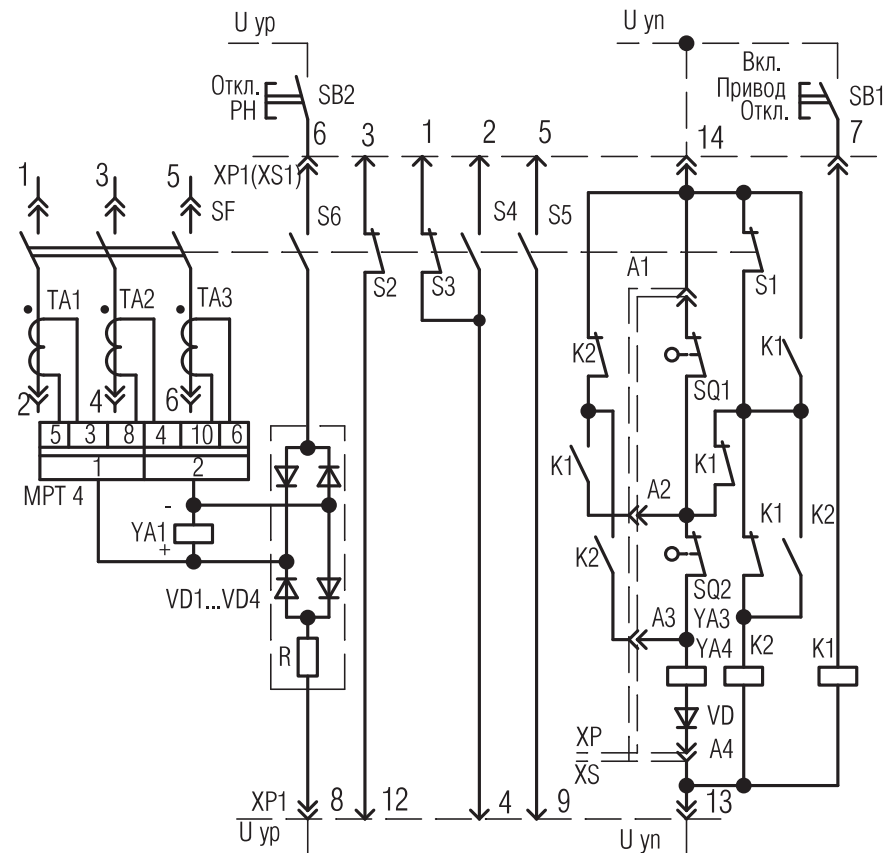 U ур
U уп
Откл.
РН
SB2
Вкл.
Привод
Откл.
SB1
6
3
1
2
5
14
7
XP1(XS1)
1
3
5
SF
S6
S2
S3
S4
S5
A1
S1
TA1
TA2
TA3
K2
SQ1
K1
2
4
6
5
3
8
4
10
6
1
2
МРТ 4
K1
A2
K1
K1
K2
-
YA1
+
K2
SQ2
VD1...VD4
A3
YA3
YA4
K2
K1
R
VD
XP
XS
A4
XP1
8
12
4
9
13
U ур
U уп